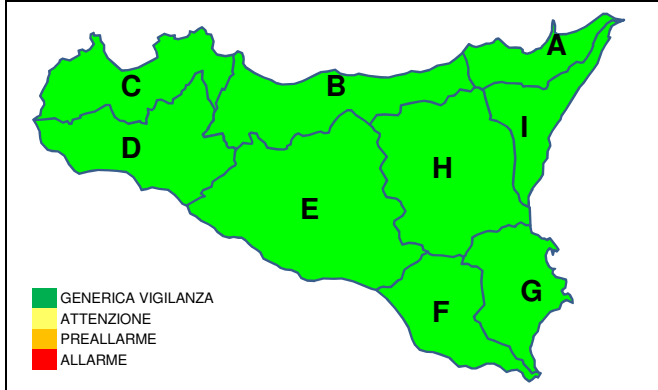 A
C
B
I
D
H
E
G
F
GENERICA VIGILANZA
ATTENZIONE
PREALLARME
ALLARME